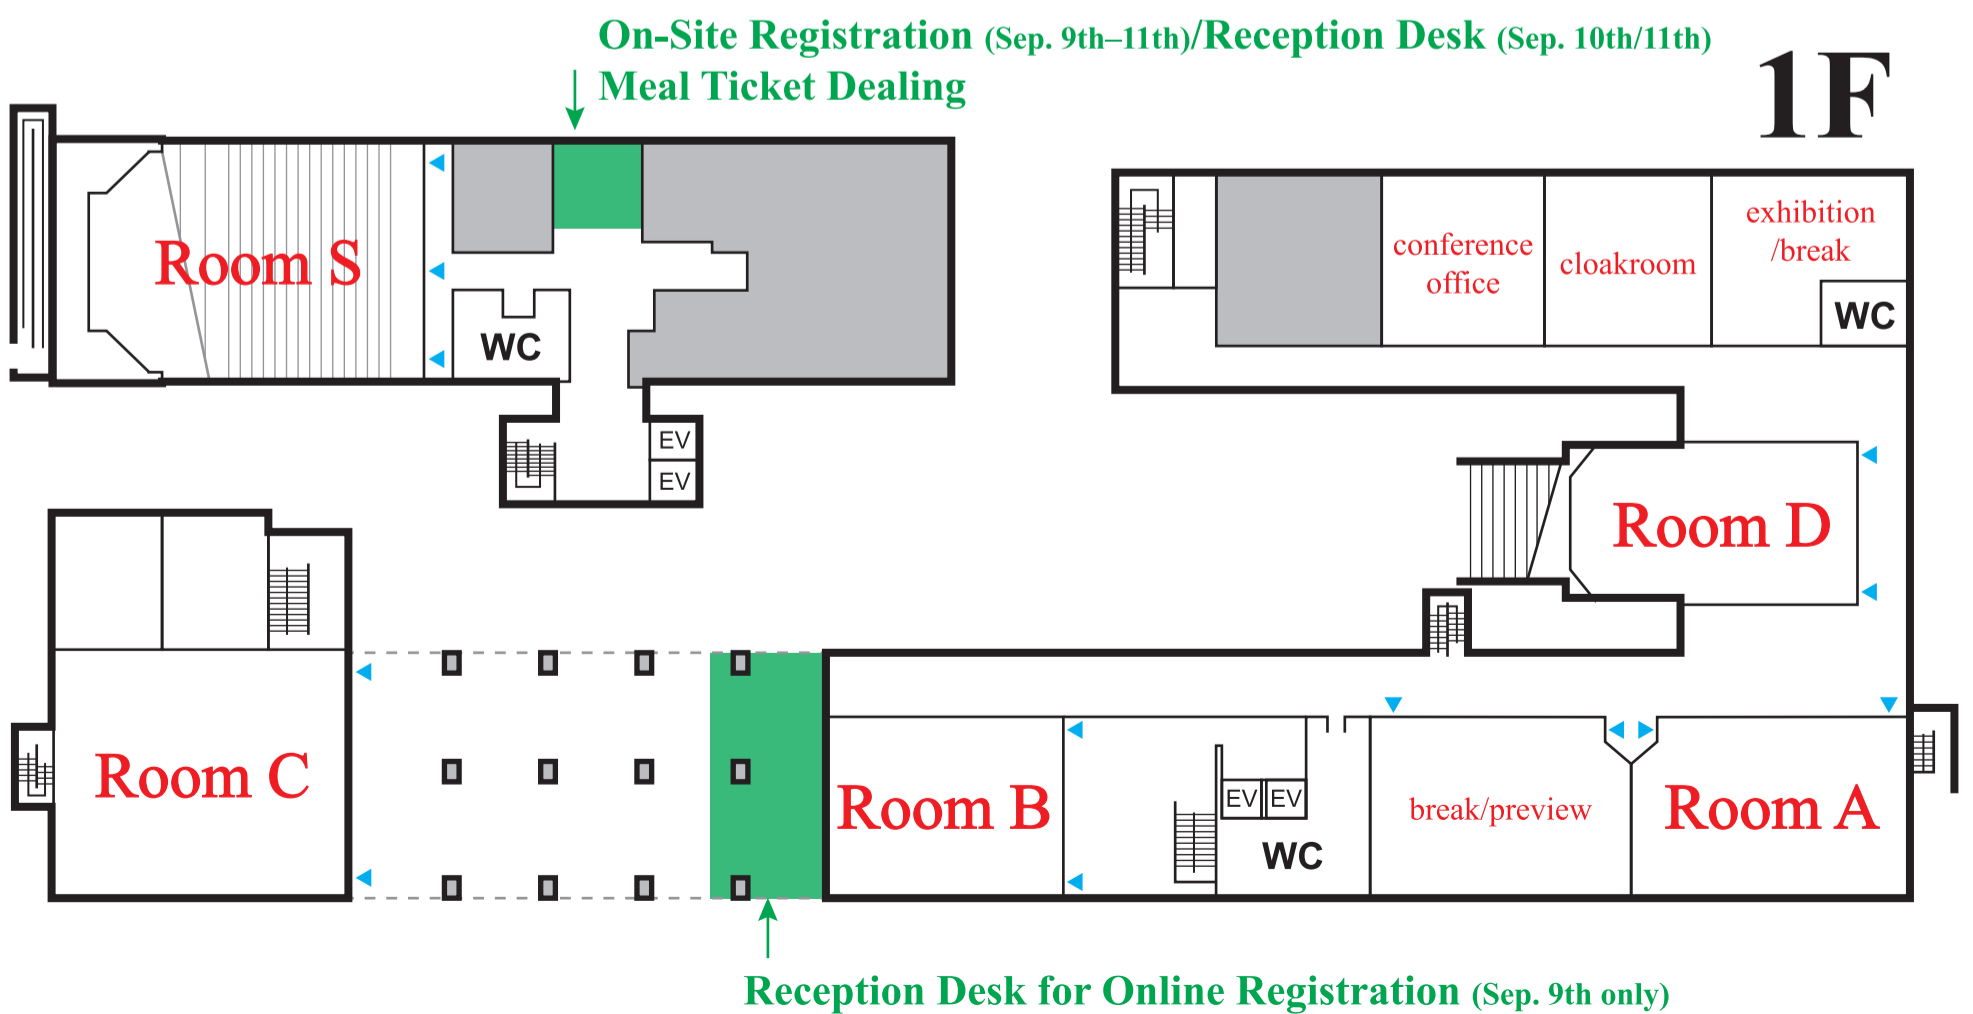 On-Site Registration (Sep. 9th–11th)/Reception Desk (Sep. 10th/11th)
Meal Ticket Dealing
1F
Room S
WC
EV
EV
conference
office
cloakroom
exhibition
/break
WC
Room D
Room C
Room B
EV
EV
WC
break/preview
Room A
Reception Desk for Online Registration (Sep. 9th only)